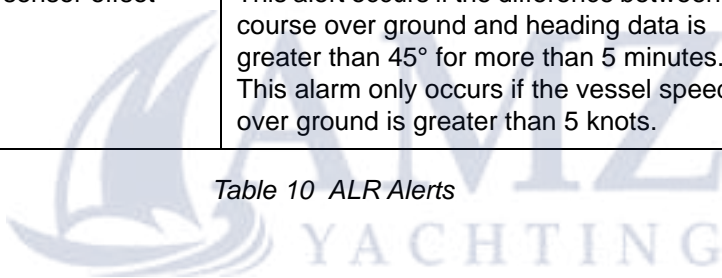 sensor effect
This alert occurs if the difference between
course over ground and heading data is
greater than 45° for more than 5 minutes.
This alarm only occurs if the vessel speed
over ground is greater than 5 knots.
Table 10 ALR Alerts
AMZ
YACHTING